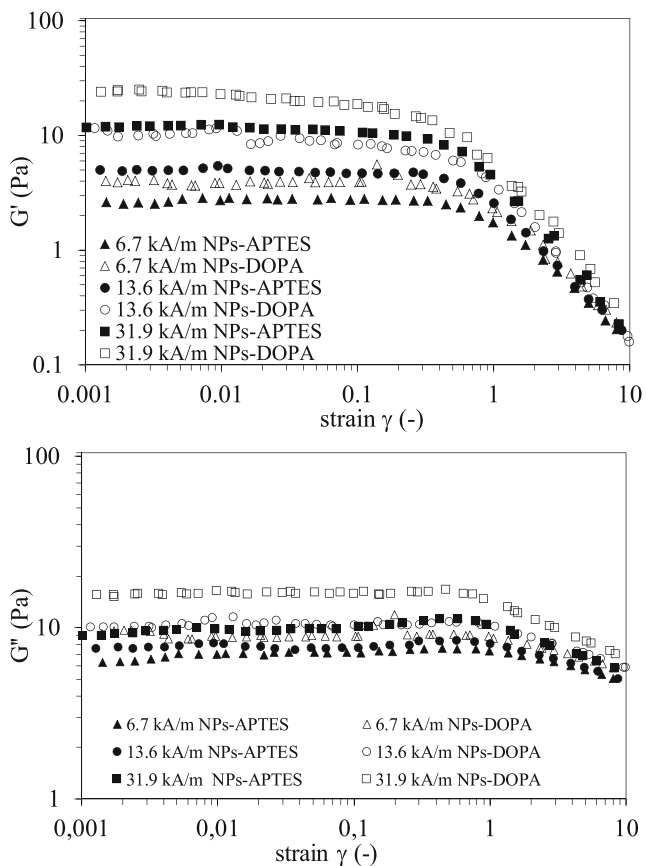 100
10
1
0.1
G' (Pa)
▲ 6.7 kA/m NPs-APTES
△ 6.7 kA/m NPs-DOPA
● 13.6 kA/m NPs-APTES
○ 13.6 kA/m NPs-DOPA
■ 31.9 kA/m NPs-APTES
□ 31.9 kA/m NPs-DOPA
0.001 0.01 0.1 1 10
strain γ (-)
100
10
1
G" (Pa)
▲ 6.7 kA/m NPs-APTES △ 6.7 kA/m NPs-DOPA
● 13.6 kA/m NPs-APTES ○ 13.6 kA/m NPs-DOPA
■ 31.9 kA/m NPs-APTES □ 31.9 kA/m NPs-DOPA
0,001 0,01 0,1 1 10
strain γ (-)